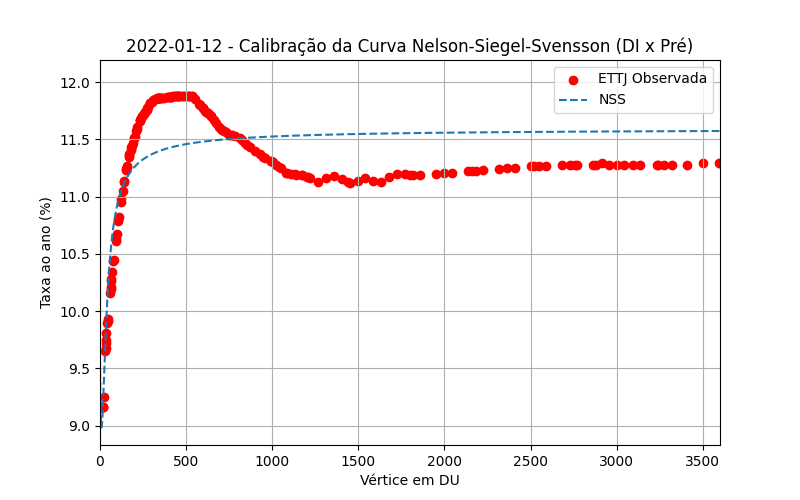 2022-01-12 - Calibração da Curva Nelson-Siegel-Svensson (DI x Pré)
ETTJ Observada
NSS
Taxa ao ano (%)
12.0
11.5
11.0
10.5
10.0
9.5
9.0
0 500 1000 1500 2000 2500 3000 3500
Vértice em DU